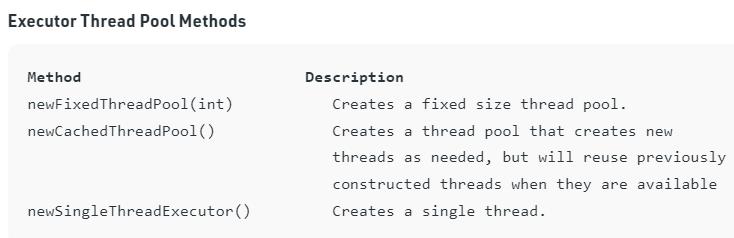 Executor Thread Pool Methods
Method Description
newFixedThreadPool(int) Creates a fixed size thread pool.
newCachedThreadPool() Creates a thread pool that creates new
threads as needed, but will reuse previously
constructed threads when they are available
newSingleThreadExecutor() Creates a single thread.